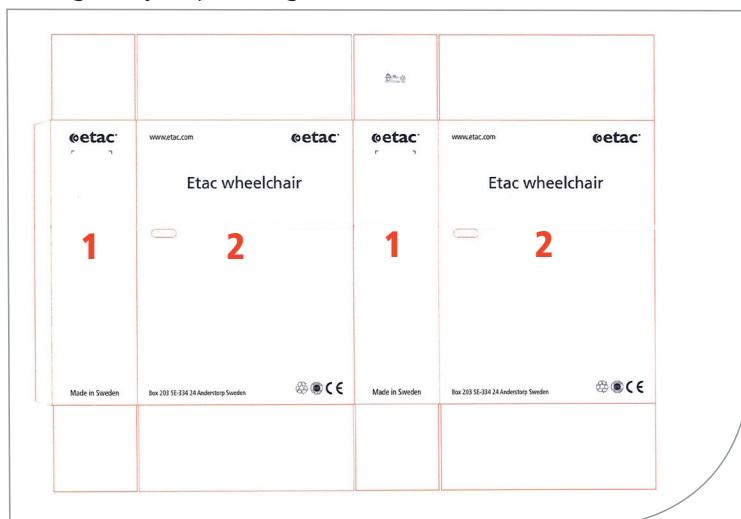 etac
www.etac.com
etac
etac
www.etac.com
etac
Etac wheelchair
Etac wheelchair
1
2
1
2
Made in Sweden
Box 203 SE-334 24 Anderstorp Sweden
CE
Made in Sweden
Box 203 SE-334 24 Anderstorp Sweden
CE